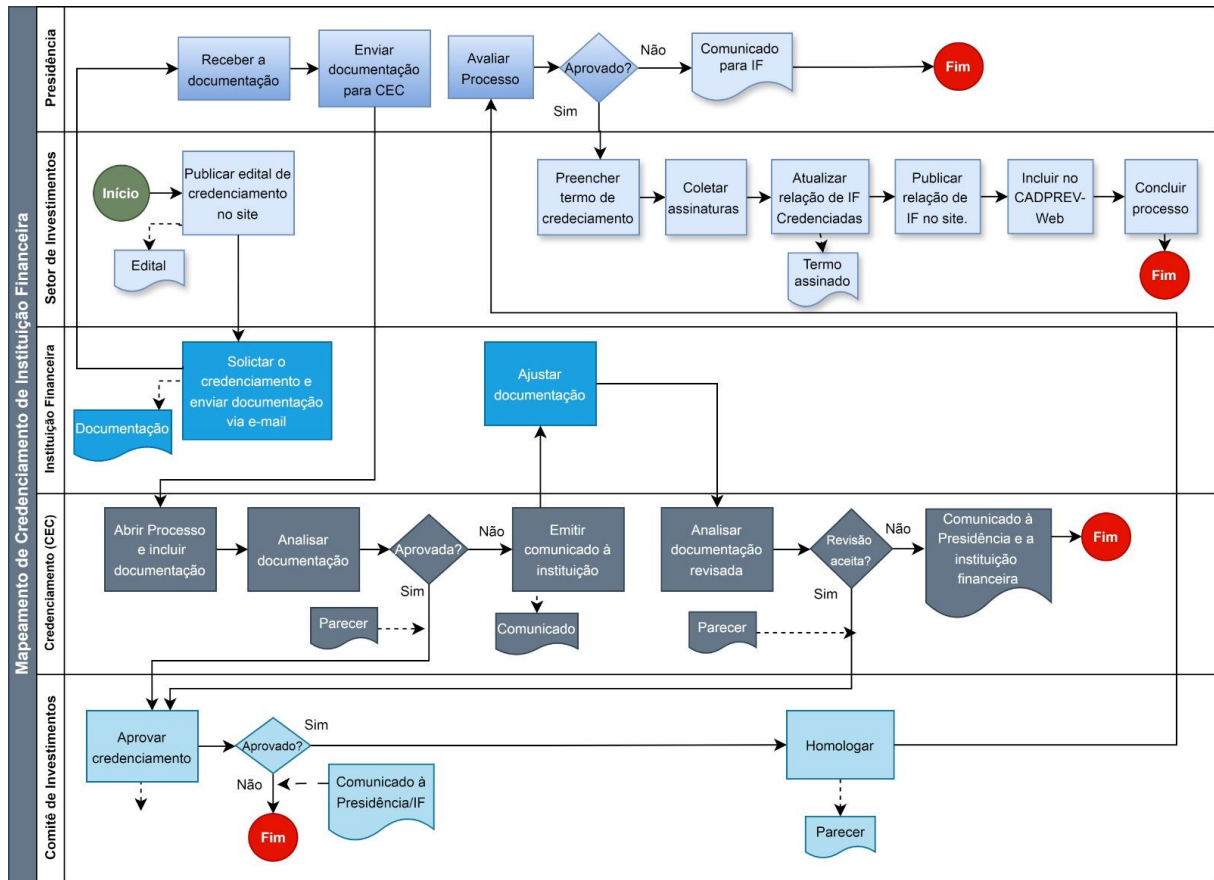 Mapeamento de Credenciamento de Instituição Financeira
Presidência
Receber a
documentação
Enviar
documentação
para CEC
Avaliar
Processo
Aprovado?
Não
Sim
Comunicado
para IF
Fim
Setor de Investimentos
Início
Publicar edital de
credenciamento
no site
Edital
Preencher
termo de
credeciamento
Coletar
assinaturas
Atualizar
relação de IF
Credenciadas
Termo
assinado
Publicar
relação de
IF no site.
Incluir no
CADPREV-
Web
Concluir
processo
Fim
Instituição Financeira
Solictar o
credenciamento e
enviar documentação
via e-mail
Documentação
Ajustar
documentação
Credenciamento (CEC)
Abrir Processo
e incluir
documentação
Analisar
documentação
Aprovada?
Não
Sim
Parecer
Emitir
comunicado à
instituição
Comunicado
Analisar
documentação
revisada
Revisão
aceita?
Não
Sim
Parecer
Comunicado à
Presidência e a
instituição
financeira
Fim
Comitê de Investimentos
Aprovar
credenciamento
Aprovado?
Sim
Não
Fim
Comunicado à
Presidência/IF
Homologar
Parecer